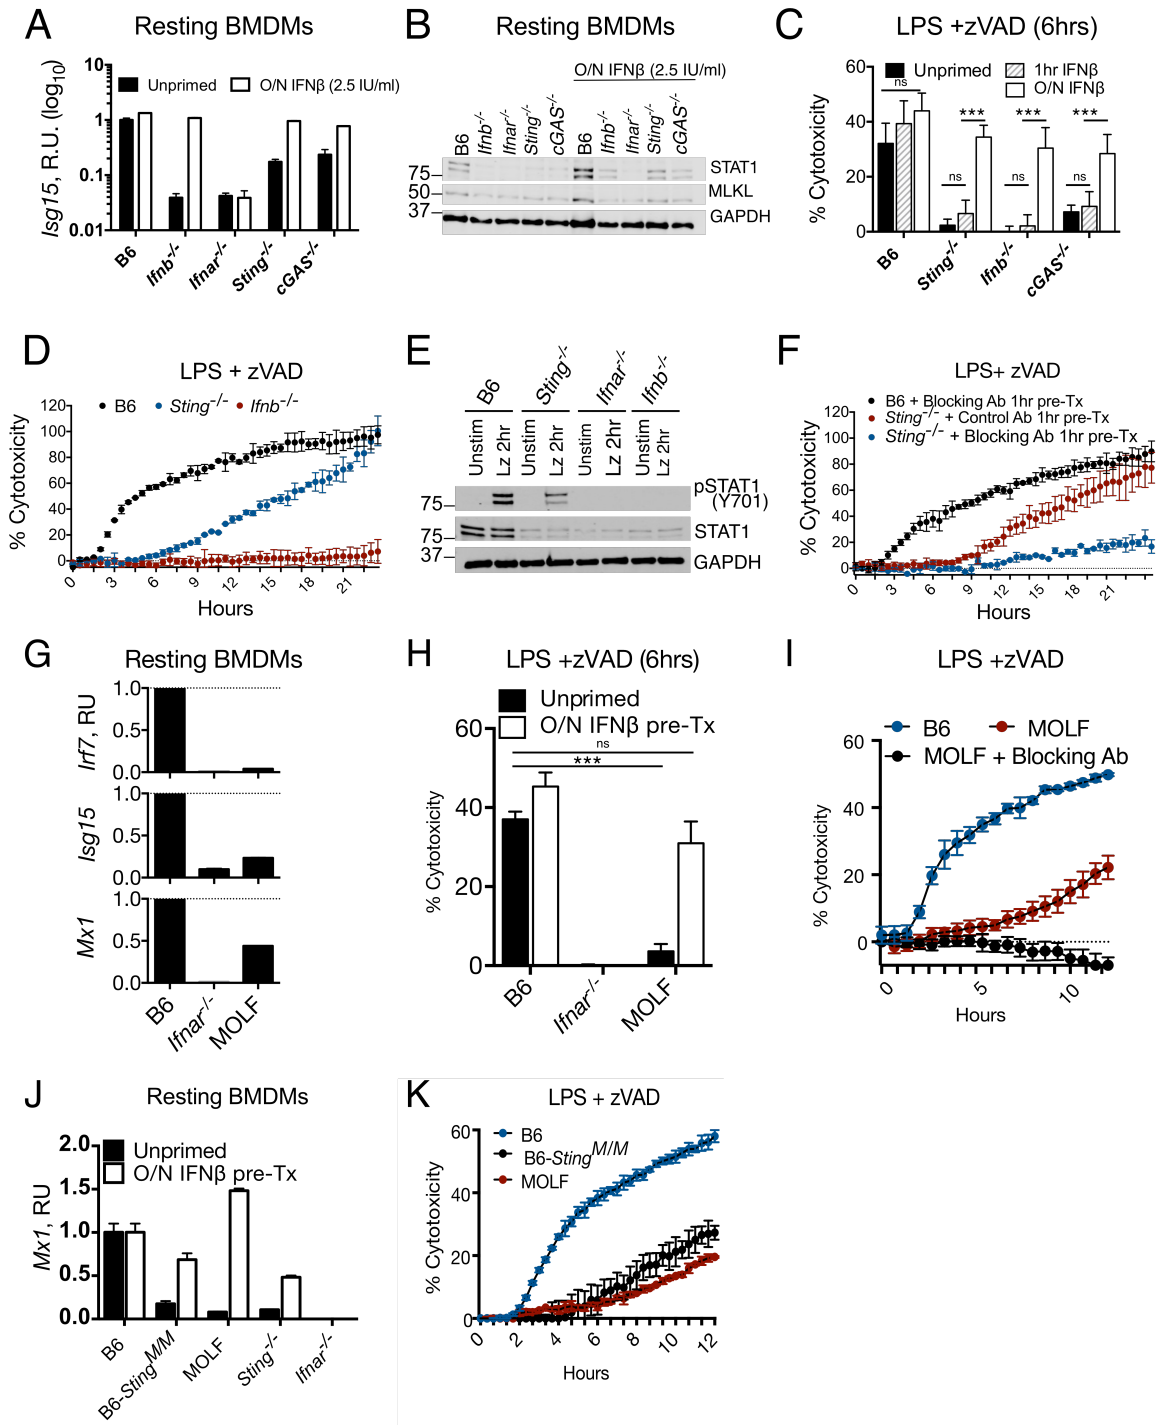 A
Resting BMDMs
Isg15, R.U. (log10)
10
1
0.1
0.01
Unprimed
O/N IFNβ (2.5 IU/ml)
B6
Ifnb-/-
Ifnar-/-
Sting-/-
cGAS-/-
B
Resting BMDMs
O/N IFNβ (2.5 IU/ml)
B6
Ifnb-/-
Ifnar-/-
Sting-/-
cGAS-/-
B6
Ifnb-/-
Ifnar-/-
Sting-/-
cGAS-/-
75
50
37
STAT1
MLKL
GAPDH
C
LPS +zVAD (6hrs)
% Cytotoxicity
60
40
20
0
Unprimed
1hr IFNβ
O/N IFNβ
ns
***
***
***
ns
ns
ns
B6
Sting-/-
Ifnb-/-
cGAS-/-
D
LPS + zVAD
B6
Sting-/-
Ifnb-/-
% Cytotoxicity
120
100
80
60
40
20
0
0
3
6
9
12
15
18
21
Hours
E
B6
Sting-/-
Ifnar-/-
Ifnb-/-
Unstim
Lz 2hr
Unstim
Lz 2hr
Unstim
Lz 2hr
Unstim
Lz 2hr
75
75
37
pSTAT1
(Y701)
STAT1
GAPDH
F
LPS+ zVAD
B6 + Blocking Ab 1hr pre-Tx
Sting-/- + Control Ab 1hr pre-Tx
Sting-/- + Blocking Ab 1hr pre-Tx
% Cytotoxicity
120
100
80
60
40
20
0
0
3
6
9
12
15
18
21
Hours
G
Resting BMDMs
Irf7, RU
1.0
0.5
0.0
Isg15
1.0
0.5
0.0
Mx1
1.0
0.5
0.0
B6
Ifnar-/-
MOLF
H
LPS +zVAD (6hrs)
Unprimed
O/N IFNβ pre-Tx
ns
***
% Cytotoxicity
60
40
20
0
B6
Ifnar-/-
MOLF
I
LPS +zVAD
B6
MOLF
MOLF + Blocking Ab
% Cytotoxicity
60
40
20
0
0
5
10
Hours
J
Resting BMDMs
Unprimed
O/N IFNβ pre-Tx
Mx1, RU
2.0
1.5
1.0
0.5
0.0
B6
B6-StingM/M
MOLF
Sting-/-
Ifnar-/-
K
LPS + zVAD
B6
B6-StingM/M
MOLF
% Cytotoxicity
60
40
20
0
0
2
4
6
8
10
12
Hours